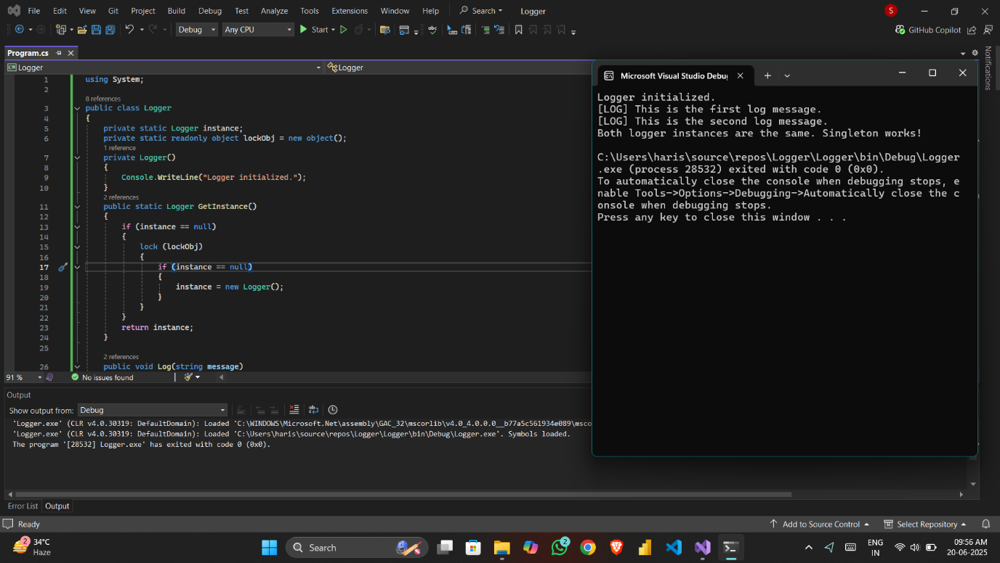 File Edit View Git Project Build Debug Test Analyze Tools Extensions Window Help Search Logger S
Debug Any CPU Start GitHub Copilot
Program.cs
Notifications
C# Logger Logger
1 using System;
2
8 references
3 public class Logger
4 {
5 private static Logger instance;
6 private static readonly object lockObj = new object();
1 reference
7 private Logger()
8 {
9 Console.WriteLine("Logger initialized.");
10 }
2 references
11 public static Logger GetInstance()
12 {
13 if (instance == null)
14 {
15 lock (lockObj)
16 {
17 if (instance == null)
18 {
19 instance = new Logger();
20 }
21 }
22 }
23 return instance;
24 }
25
2 references
26 public void Log(string message)
91 % No issues found
Microsoft Visual Studio Debug
Logger initialized.
[LOG] This is the first log message.
[LOG] This is the second log message.
Both logger instances are the same. Singleton works!
C:\Users\haris\source\repos\Logger\Logger\bin\Debug\Logger
.exe (process 28532) exited with code 0 (0x0).
To automatically close the console when debugging stops, e
nable Tools->Options->Debugging->Automatically close the c
onsole when debugging stops.
Press any key to close this window . . .
Output
Show output from: Debug
'Logger.exe' (CLR v4.0.30319: DefaultDomain): Loaded 'C:\WINDOWS\Microsoft.Net\assembly\GAC_32\mscorlib\v4.0_4.0.0.0__b77a5c561934e089\msco
'Logger.exe' (CLR v4.0.30319: DefaultDomain): Loaded 'C:\Users\haris\source\repos\Logger\Logger\bin\Debug\Logger.exe'. Symbols loaded.
The program '[28532] Logger.exe' has exited with code 0 (0x0).
Error List Output
Ready Add to Source Control Select Repository
2 34°C
Haze
Search
2
ENG
IN
09:56 AM
20-06-2025